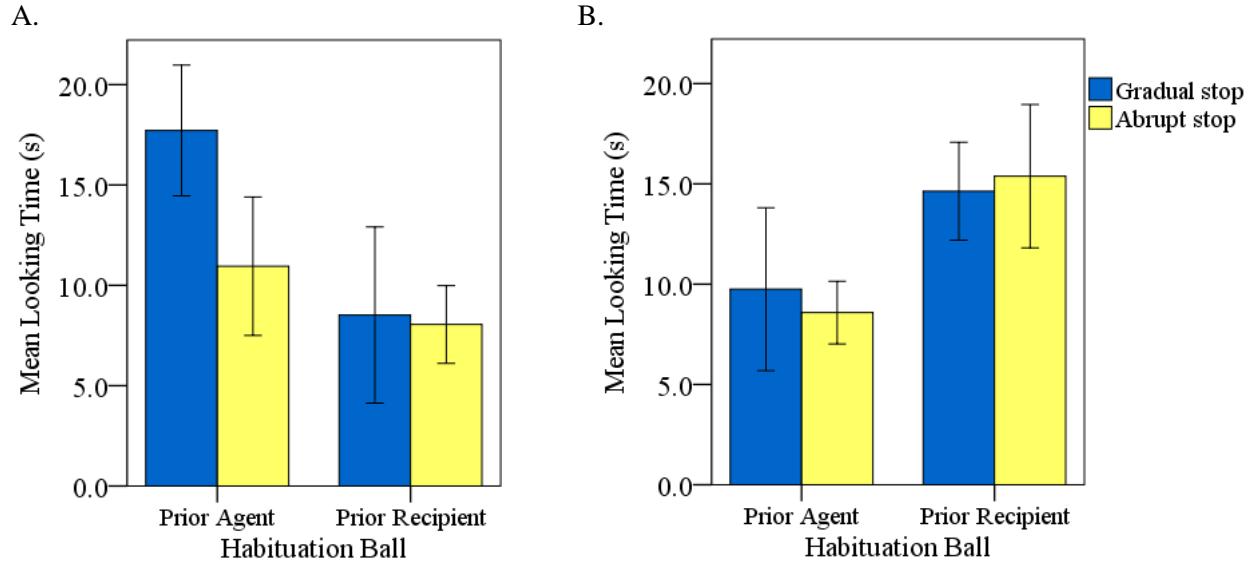 A.
Mean Looking Time (s)
20.0
15.0
10.0
5.0
0.0
Prior Agent
Prior Recipient
Habituation Ball
B.
Mean Looking Time (s)
20.0
15.0
10.0
5.0
0.0
Prior Agent
Prior Recipient
Habituation Ball
Gradual stop
Abrupt stop